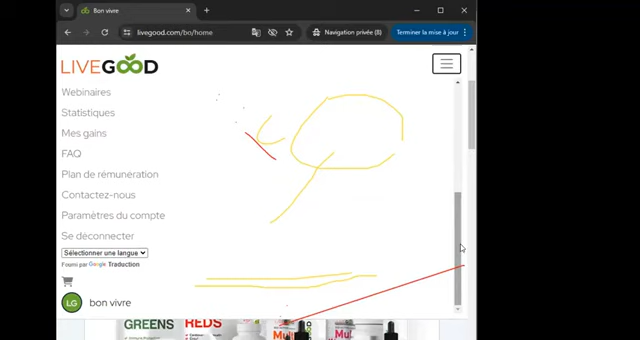 Bon vivre
livegood.com/bo/home
Navigation privée (8)
Terminer la mise à jour
LIVEGOOD
Webinaires
Statistiques
Mes gains
FAQ
Plan de rémunération
Contactez-nous
Paramètres du compte
Se déconnecter
Sélectionner une langue
Fourni par Google Traduction
LG bon vivre
GREENS REDS